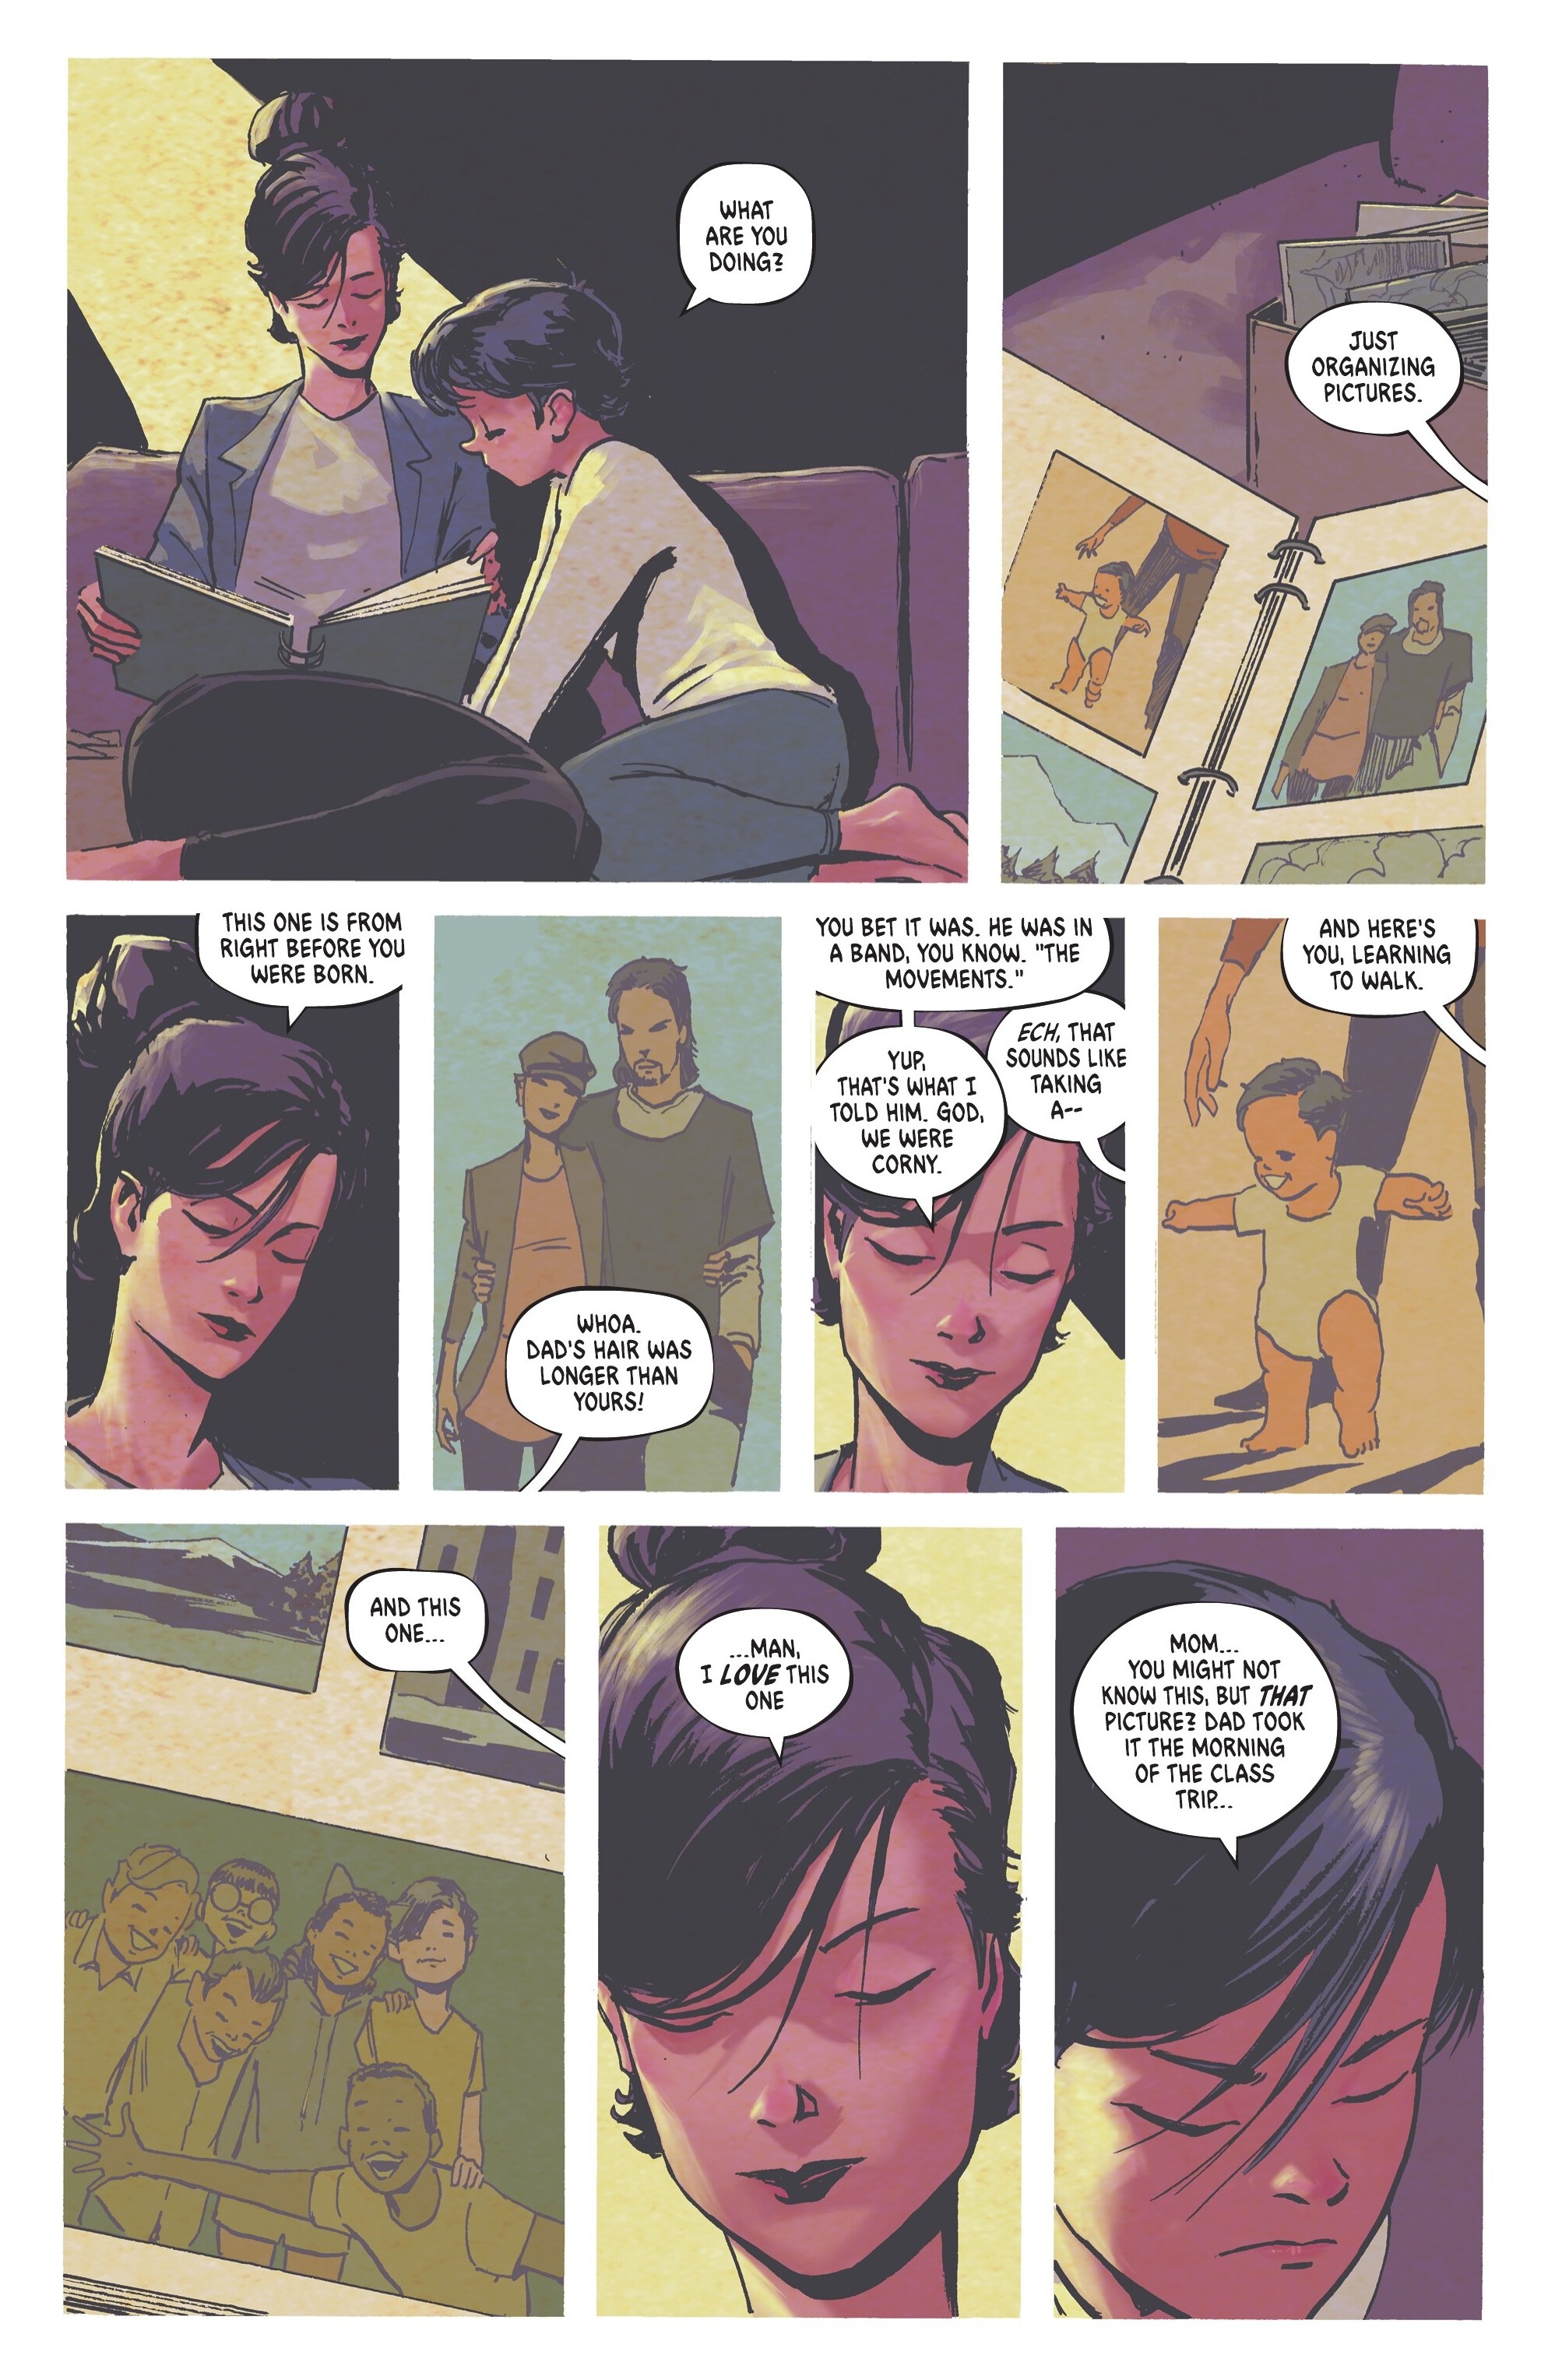 WHAT
ARE YOU
DOING?
JUST
ORGANIZING
PICTURES.
THIS ONE IS FROM
RIGHT BEFORE YOU
WERE BORN.
WHOA.
DAD'S HAIR WAS
LONGER THAN
YOURS!
YOU BET IT WAS. HE WAS IN
A BAND, YOU KNOW. "THE
MOVEMENTS."
ECH, THAT
SOUNDS LIKE
TAKING
A--
YUP,
THAT'S WHAT I
TOLD HIM. GOD,
WE WERE
CORNY.
AND HERE'S
YOU, LEARNING
TO WALK.
AND THIS
ONE...
...MAN,
I LOVE THIS
ONE
MOM...
YOU MIGHT NOT
KNOW THIS, BUT THAT
PICTURE? DAD TOOK
IT THE MORNING
OF THE CLASS
TRIP...